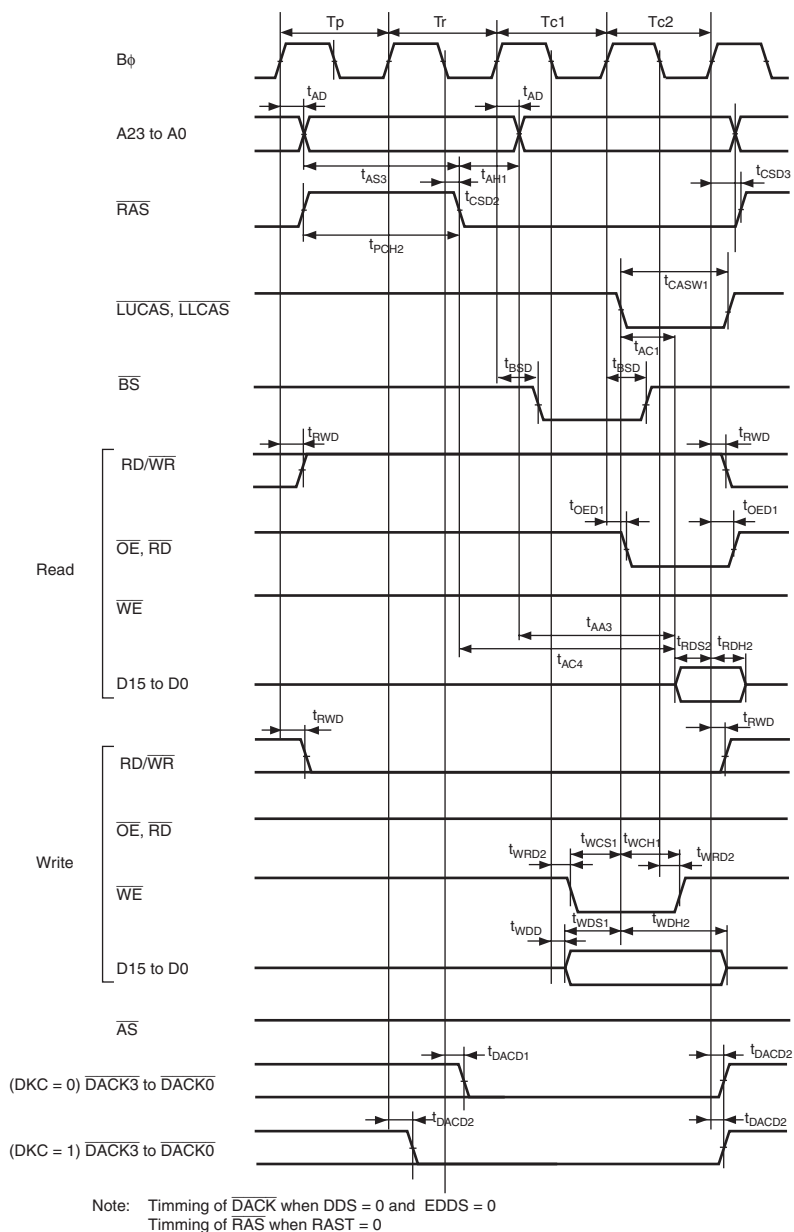 Tp Tr Tc1 Tc2
Bφ
tAD tAD
A23 to A0
tAS3 tAH1 tCSD3
tCSD2
RAS
tPCH2
tCASW1
LUCAS, LLCAS
tAC1
tBSD tBSD
BS
tRWD tRWD
RD/WR
tOED1 tOED1
OE, RD
Read
WE
tAA3
tRDS2 tRDH2
tAC4
D15 to D0
tRWD tRWD
RD/WR
OE, RD
tWCS1 tWCH1
Write
tWRD2 tWRD2
WE
tWDS1 tWDH2
tWDD
D15 to D0
AS
tDACD1 tDACD2
(DKC = 0) DACK3 to DACK0
tDACD2 tDACD2
(DKC = 1) DACK3 to DACK0
Note: Timming of DACK when DDS = 0 and EDDS = 0
Timming of RAS when RAST = 0